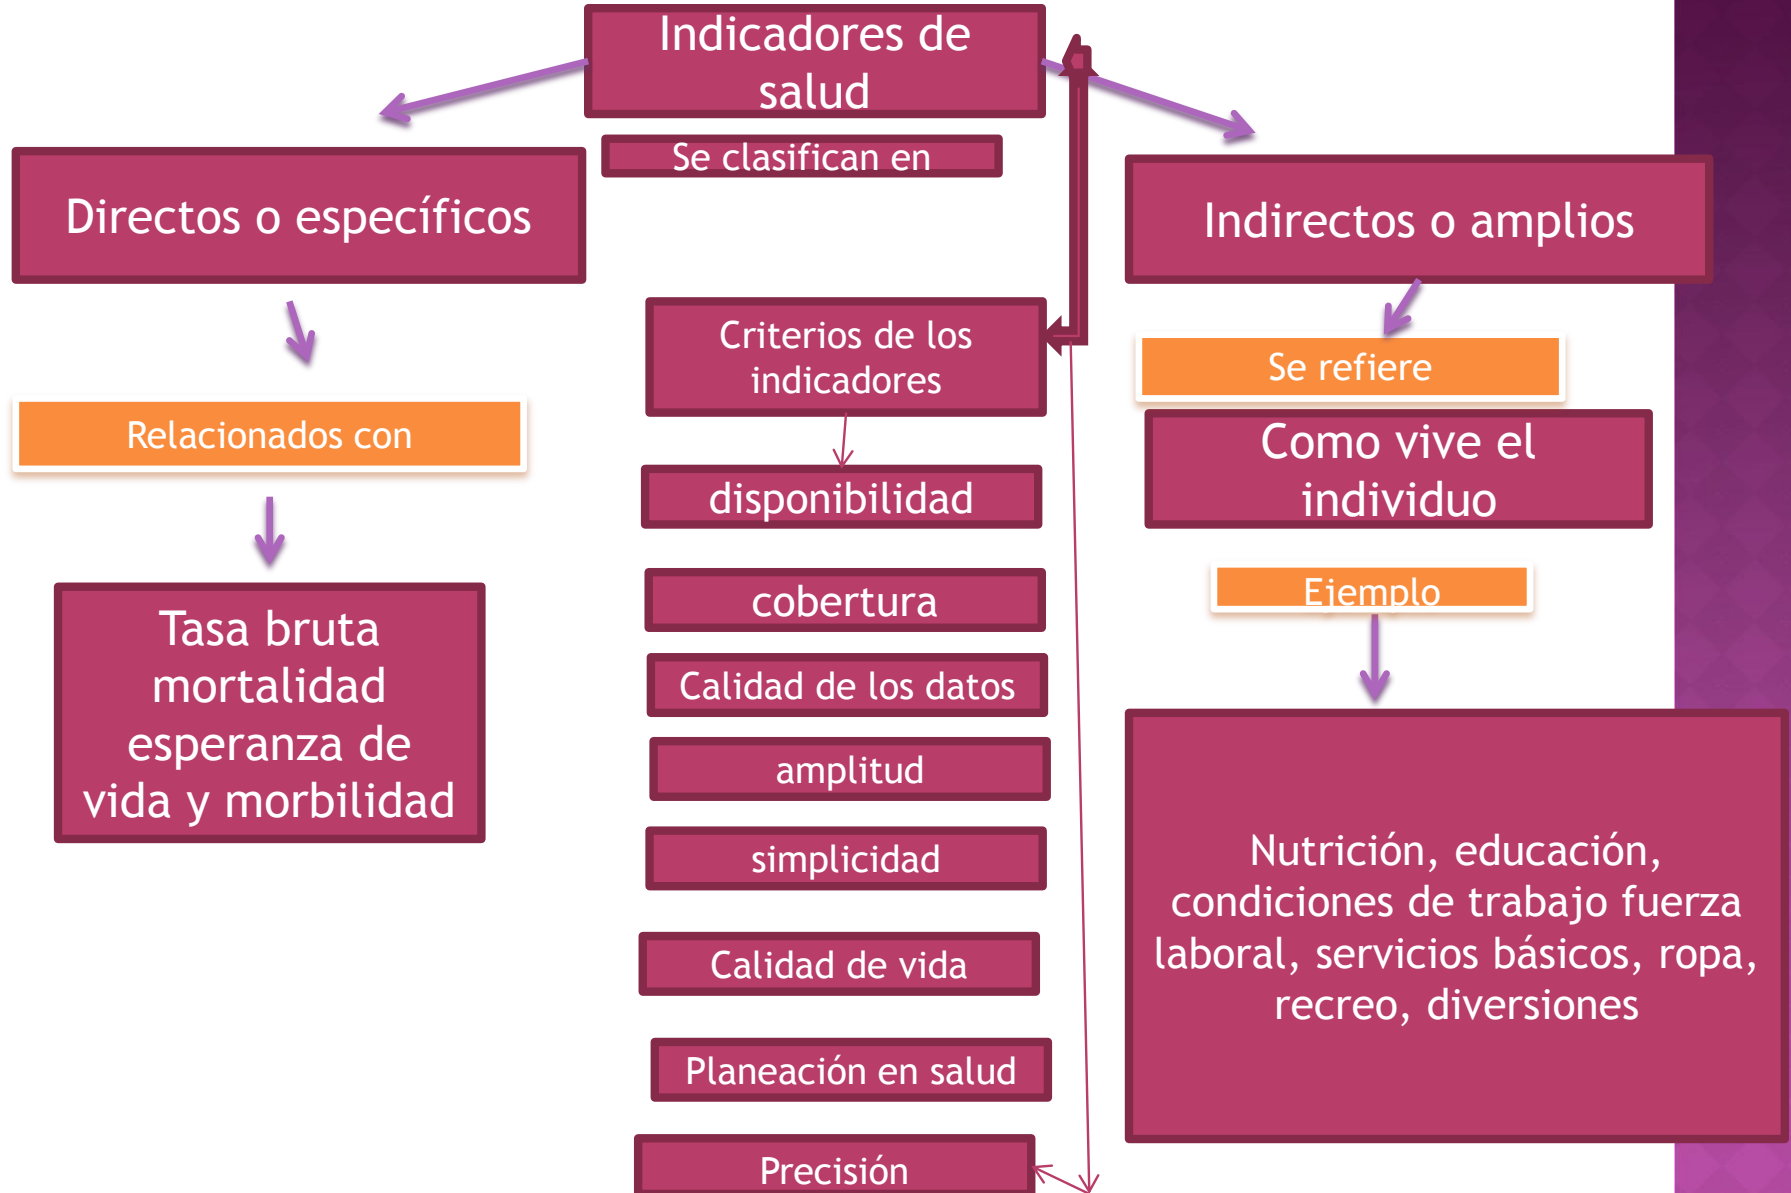 Indicadores de
salud
Se clasifican en
Directos o específicos
Relacionados con
Tasa bruta
mortalidad
esperanza de
vida y morbilidad
Criterios de los
indicadores
disponibilidad
cobertura
Calidad de los datos
amplitud
simplicidad
Calidad de vida
Planeación en salud
Precisión
Indirectos o amplios
Se refiere
Como vive el
individuo
Ejemplo
Nutrición, educación,
condiciones de trabajo fuerza
laboral, servicios básicos, ropa,
recreo, diversiones